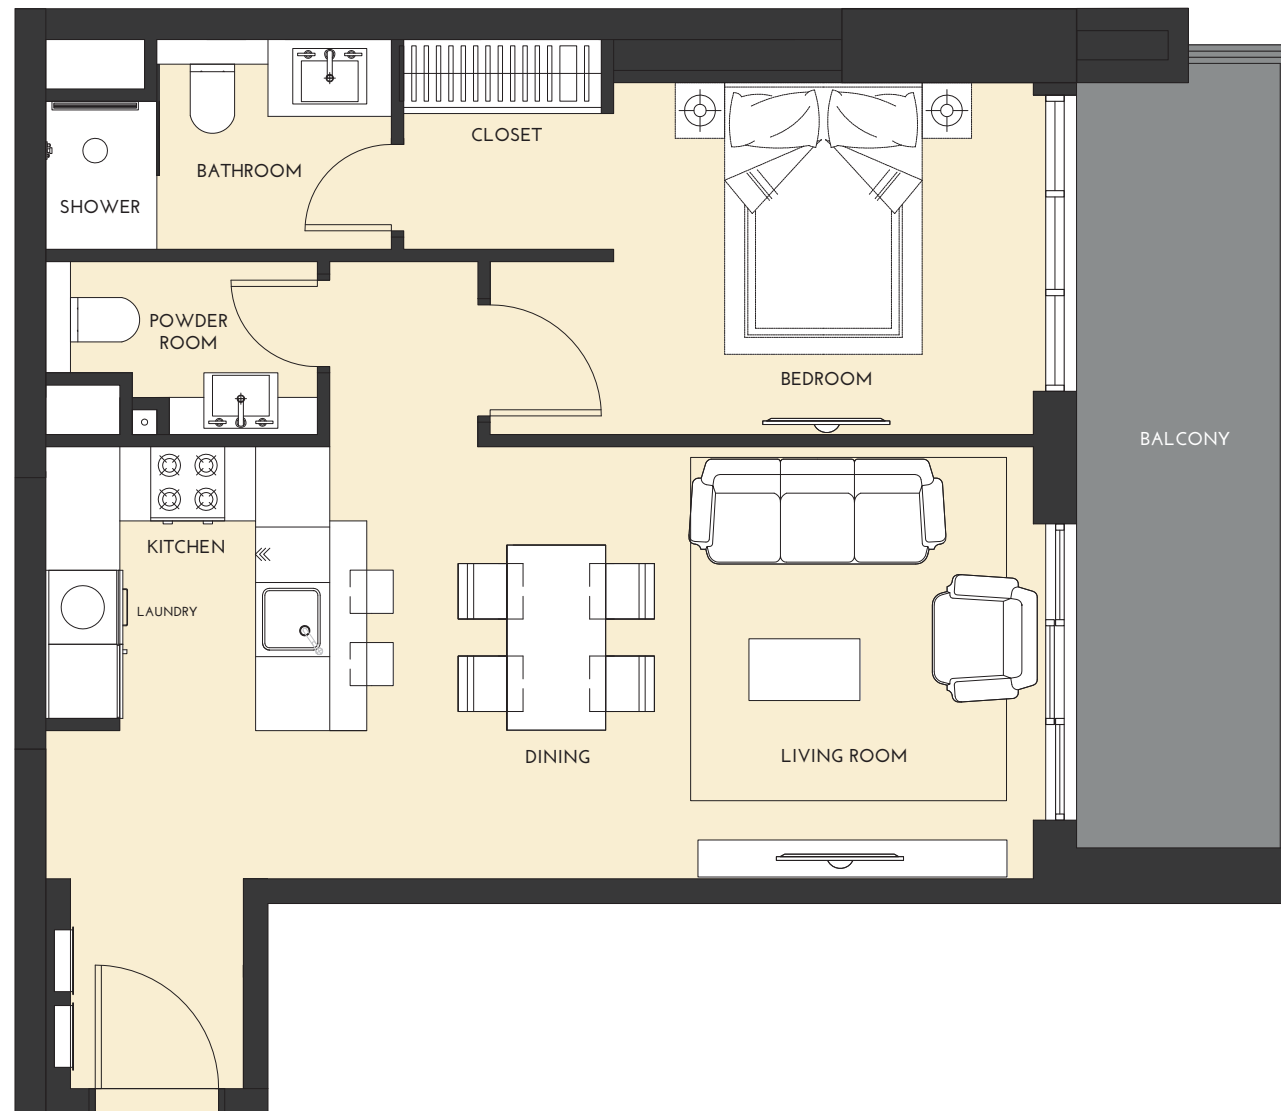 CLOSET
BATHROOM
SHOWER
POWDER
ROOM
BEDROOM
BALCONY
KITCHEN
LAUNDRY
DINING
LIVING ROOM